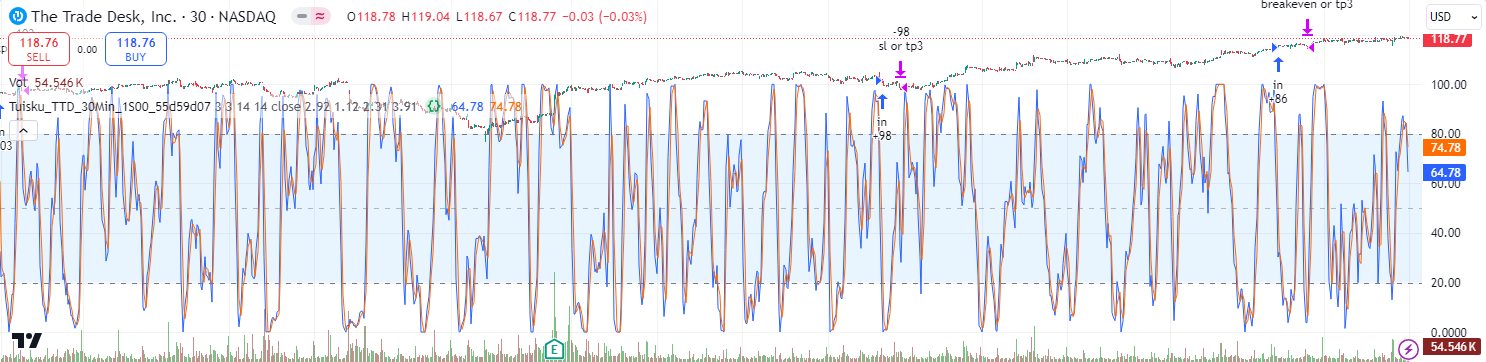 The Trade Desk, Inc. · 30 · NASDAQ
O118.78 H119.04 L118.67 C118.77 −0.03 (−0.03%)
breakeven or tp3
USD
118.76
SELL
0.00
118.76
BUY
-98
sl or tp3
118.77
Vol 54.546 K
100.00
Tuisku_TTD_30Min_1S00_55d59d07 3 3 14 14 close 2.92 1.12 2.31 3.91 64.78 74.78
in
+86
in
+98
80.00
74.78
64.78
60.00
40.00
20.00
0.0000
E
54.546 K